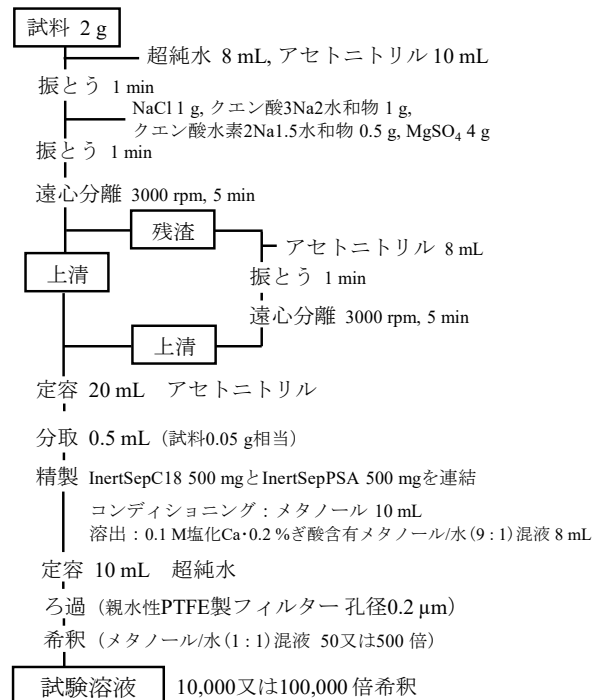 試料 2 g
超純水 8 mL, アセトニトリル 10 mL
振とう 1 min
NaCl 1 g, クエン酸3Na2水和物 1 g,
クエン酸水素2Na1.5水和物 0.5 g, MgSO₄ 4 g
振とう 1 min
遠心分離 3000 rpm, 5 min
残渣
アセトニトリル 8 mL
上清
振とう 1 min
遠心分離 3000 rpm, 5 min
上清
定容 20 mL アセトニトリル
分取 0.5 mL（試料0.05 g相当）
精製 InertSepC18 500 mgとInertSepPSA 500 mgを連結
コンディショニング：メタノール 10 mL
溶出：0.1 M塩化Ca･0.2 %ぎ酸含有メタノール/水（9 : 1）混液 8 mL
定容 10 mL 超純水
ろ過（親水性PTFE製フィルター 孔径0.2 µm）
希釈（メタノール/水（1 : 1）混液 50又は500 倍）
試験溶液 10,000又は100,000 倍希釈